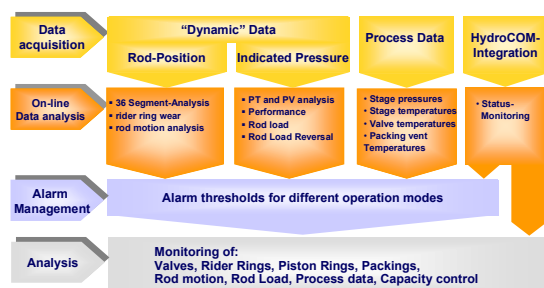 Data
acquisition
“Dynamic” Data
Process Data
HydroCOM-
Integration
Rod-Position
Indicated Pressure
On-line
Data analysis
▪ 36 Segment-Analysis
▪ rider ring wear
▪ rod motion analysis
▪ PT and PV analysis
▪ Performance
▪ Rod load
▪ Rod Load Reversal
• Stage pressures
• Stage temperatures
• Valve temperatures
• Packing vent
Temperatures
• Status-
Monitoring
Alarm
Management
Alarm thresholds for different operation modes
Analysis
Monitoring of:
Valves, Rider Rings, Piston Rings, Packings,
Rod motion, Rod Load, Process data, Capacity control